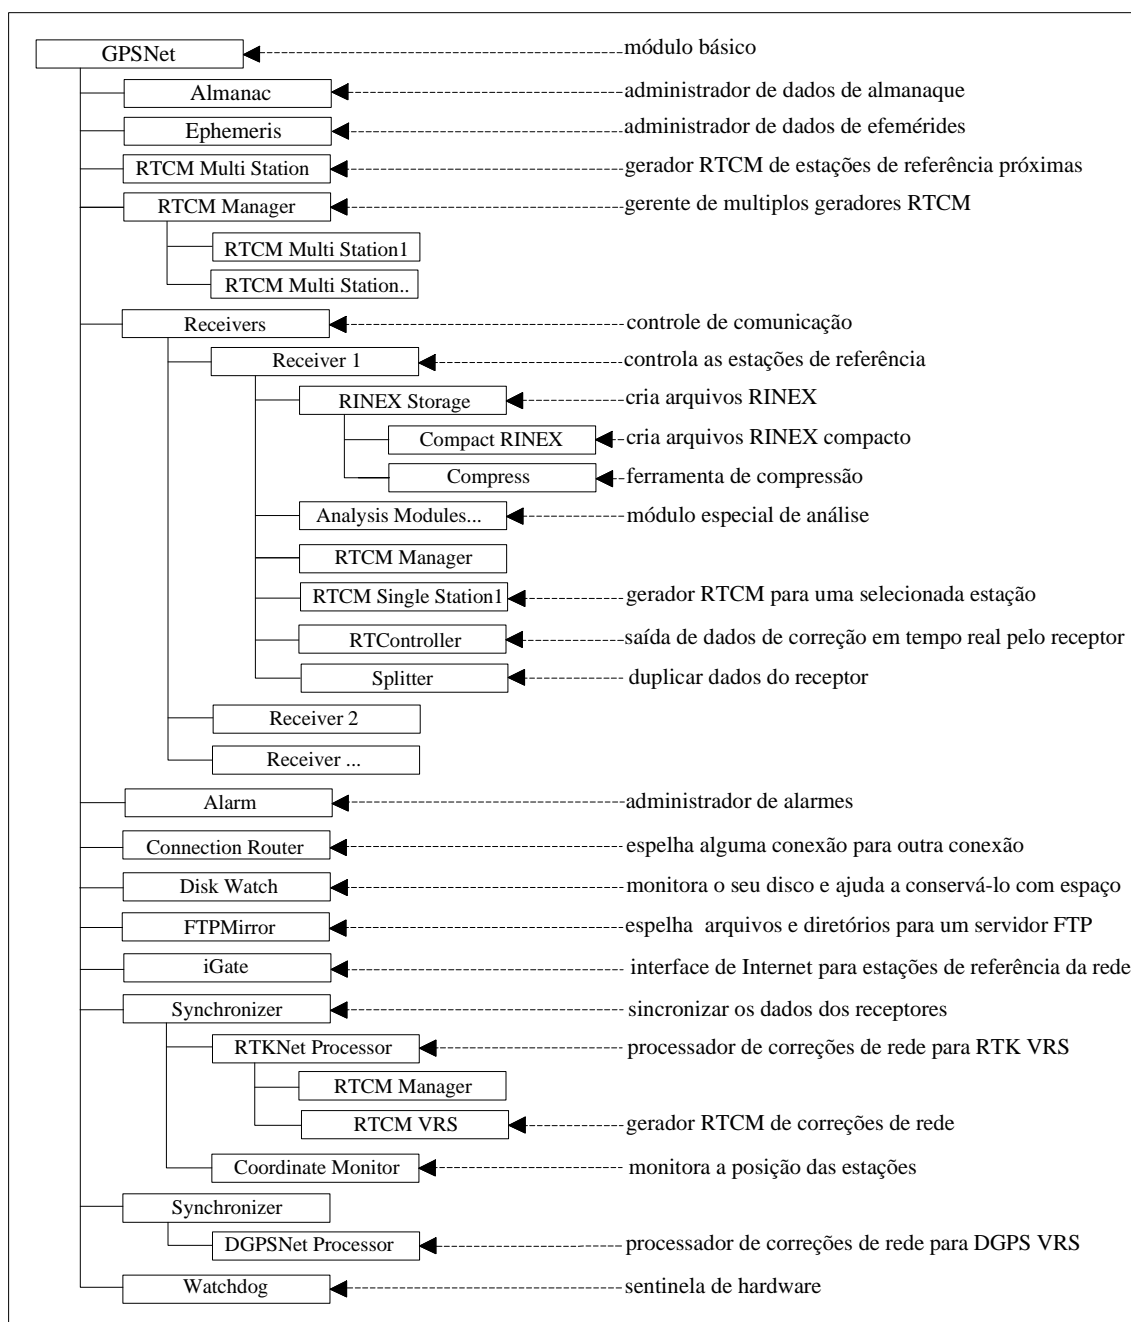 GPSNet módulo básico
Almanac administrador de dados de almanaque
Ephemeris administrador de dados de efemérides
RTCM Multi Station gerador RTCM de estações de referência próximas
RTCM Manager gerente de multiplos geradores RTCM
RTCM Multi Station1
RTCM Multi Station..
Receivers controle de comunicação
Receiver 1 controla as estações de referência
RINEX Storage cria arquivos RINEX
Compact RINEX cria arquivos RINEX compacto
Compress ferramenta de compressão
Analysis Modules... módulo especial de análise
RTCM Manager
RTCM Single Station1 gerador RTCM para uma selecionada estação
RTController saída de dados de correção em tempo real pelo receptor
Splitter duplicar dados do receptor
Receiver 2
Receiver ...
Alarm administrador de alarmes
Connection Router espelha alguma conexão para outra conexão
Disk Watch monitora o seu disco e ajuda a conservá-lo com espaço
FTPMirror espelha arquivos e diretórios para um servidor FTP
iGate interface de Internet para estações de referência da rede
Synchronizer sincronizar os dados dos receptores
RTKNet Processor processador de correções de rede para RTK VRS
RTCM Manager
RTCM VRS gerador RTCM de correções de rede
Coordinate Monitor monitora a posição das estações
Synchronizer
DGPSNet Processor processador de correções de rede para DGPS VRS
Watchdog sentinela de hardware